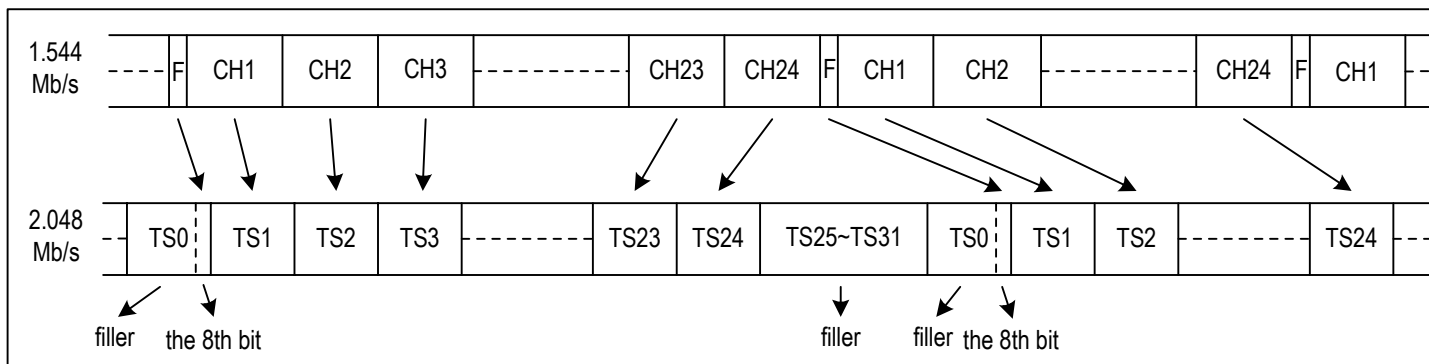 1.544
Mb/s
F CH1 CH2 CH3 CH23 CH24 F CH1 CH2 CH24 F CH1
2.048
Mb/s
TS0 TS1 TS2 TS3 TS23 TS24 TS25~TS31 TS0 TS1 TS2 TS24
filler the 8th bit filler filler the 8th bit